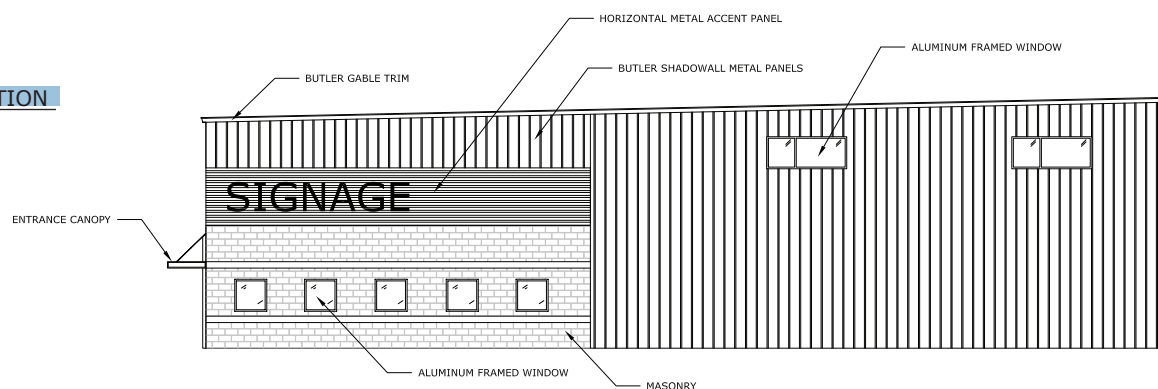 HORIZONTAL METAL ACCENT PANEL
ALUMINUM FRAMED WINDOW
BUTLER SHADOWALL METAL PANELS
BUTLER GABLE TRIM
TION
SIGNAGE
ENTRANCE CANOPY
ALUMINUM FRAMED WINDOW
MASONRY